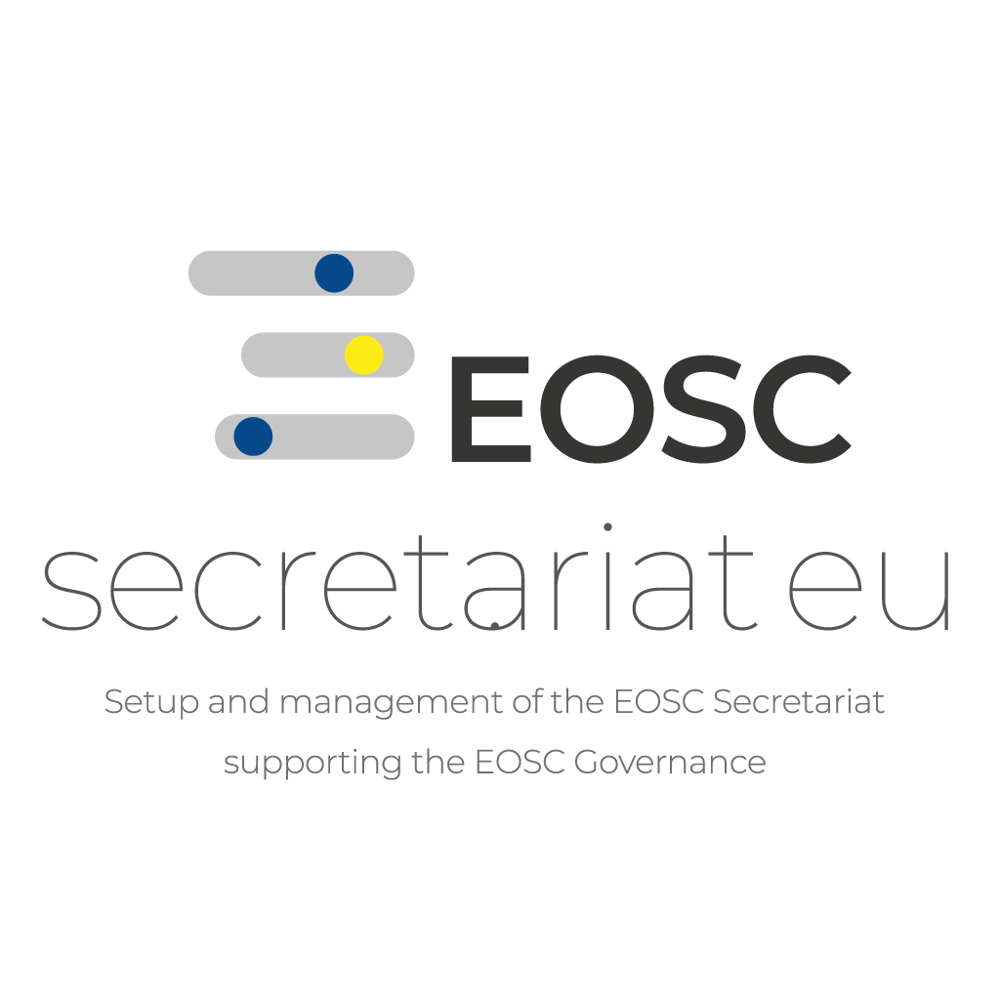 EOSC
secretariat eu
Setup and management of the EOSC Secretariat
supporting the EOSC Governance